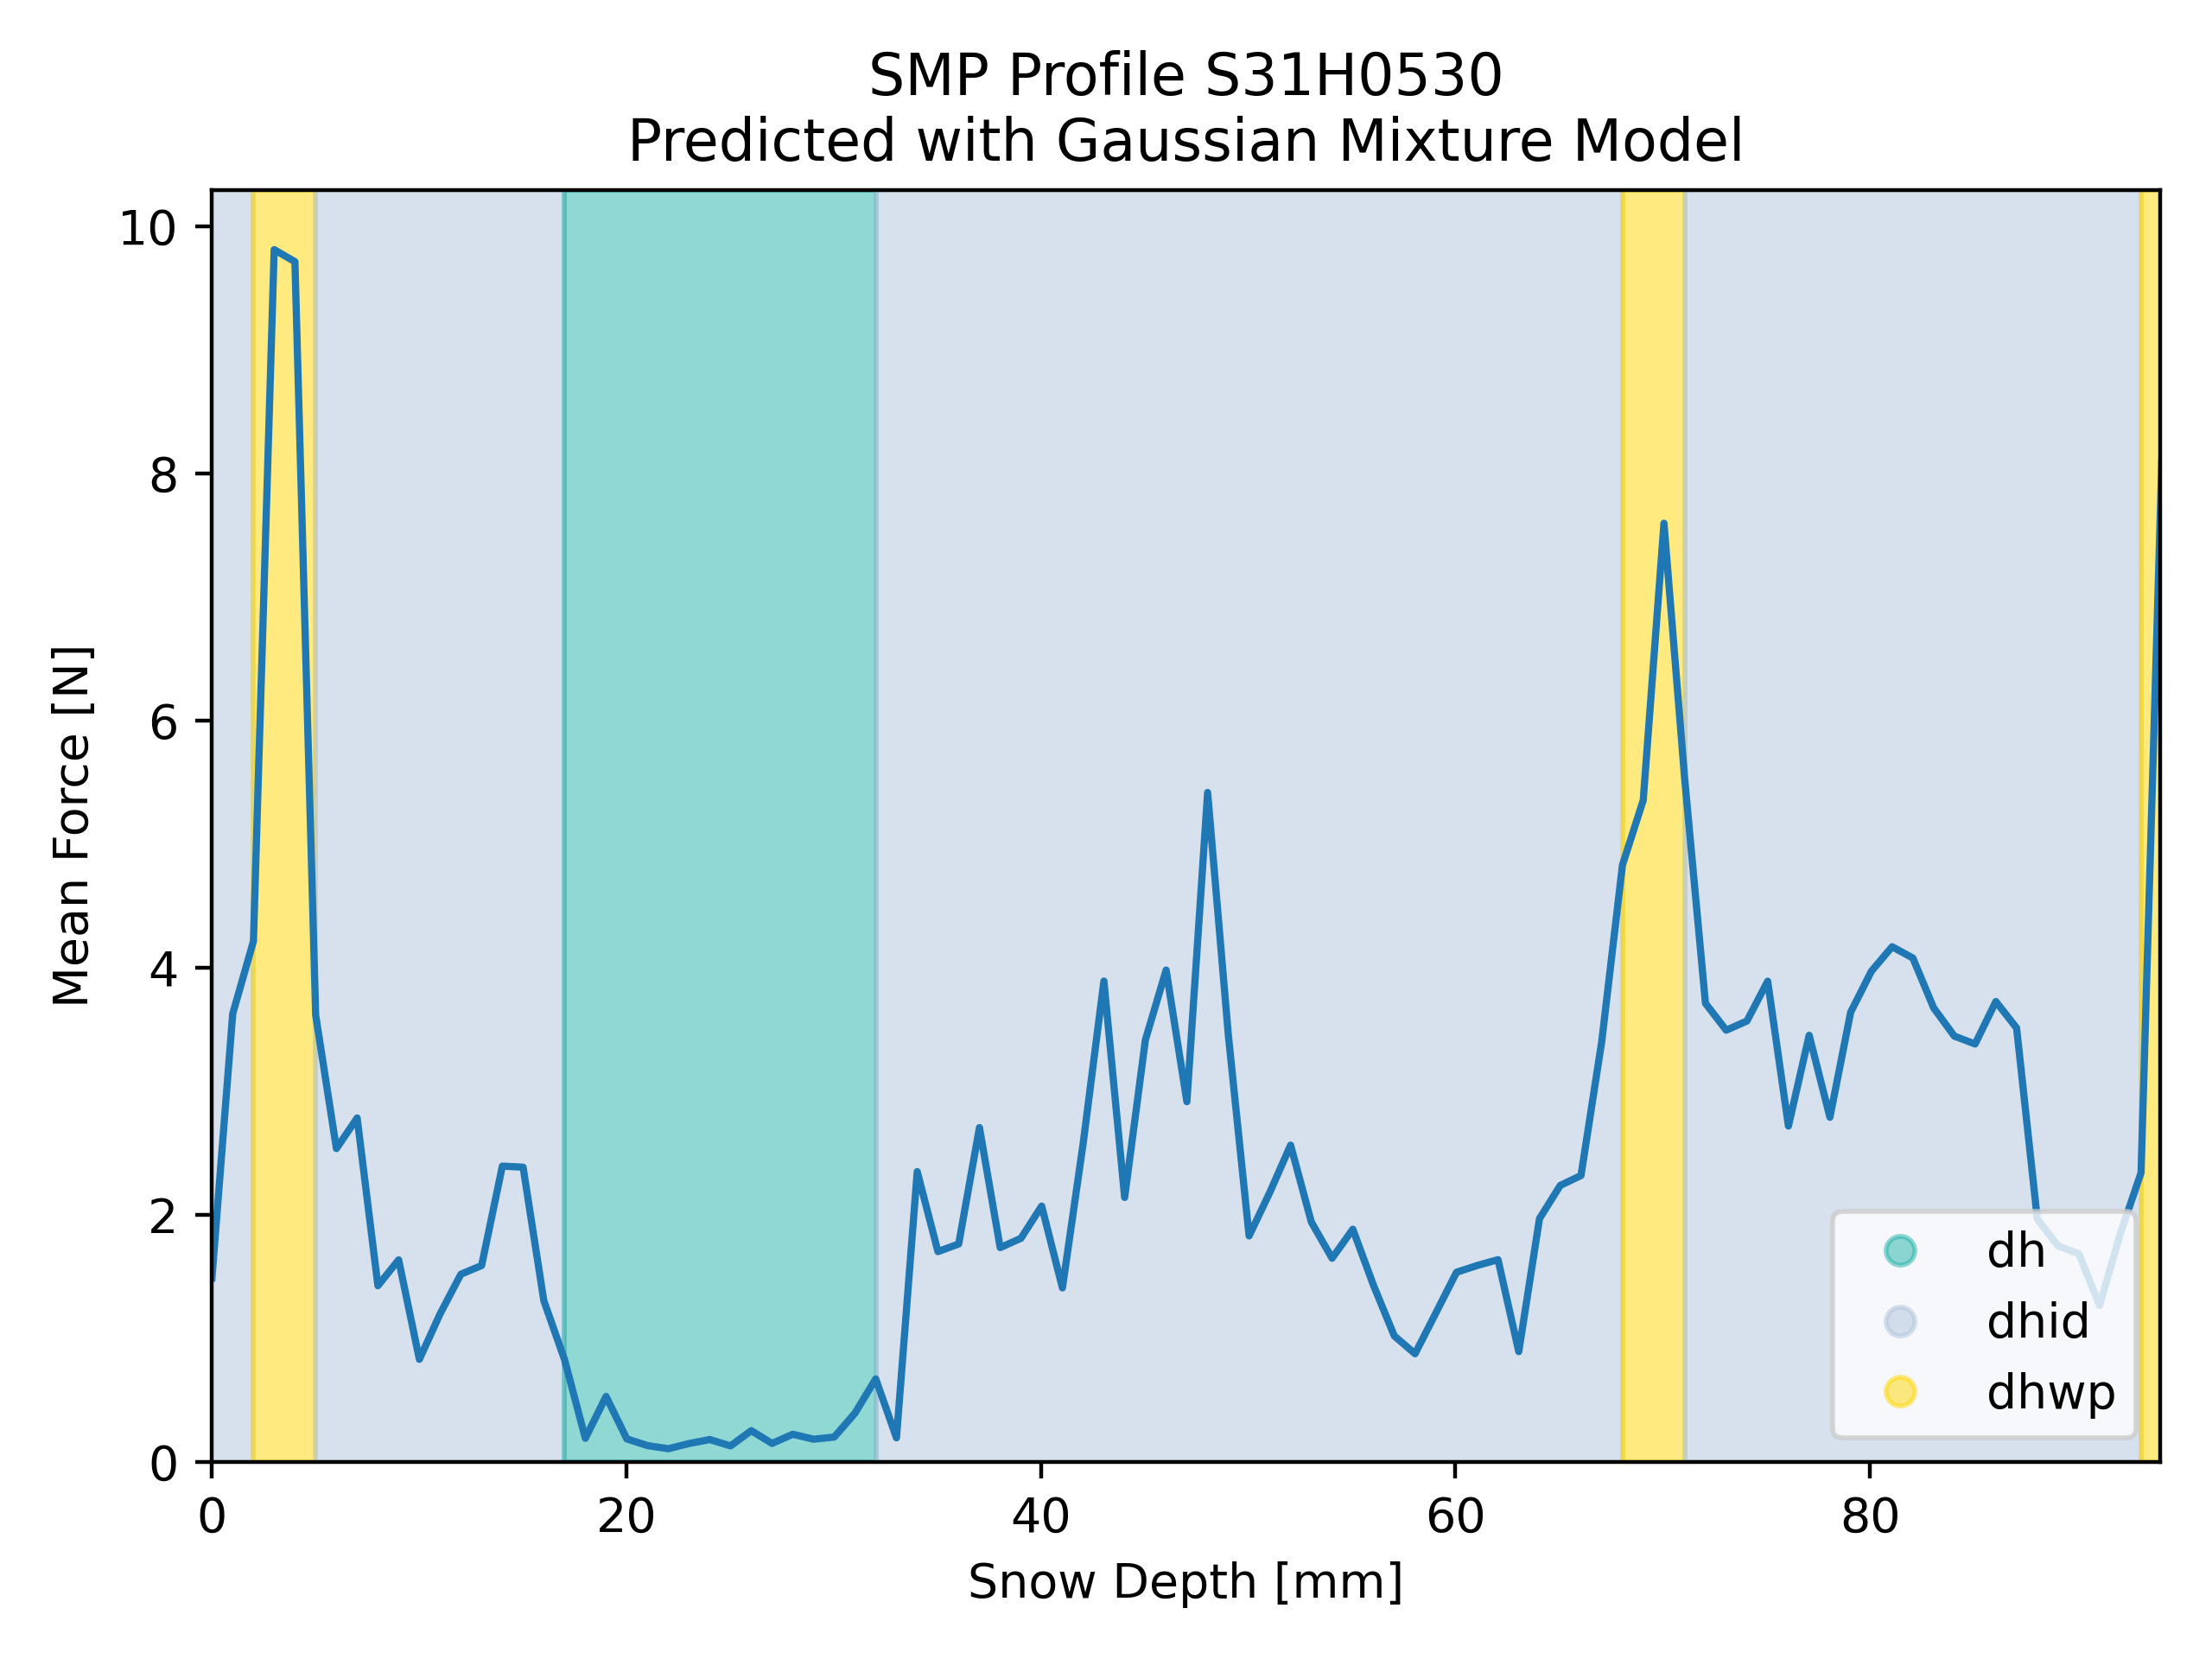 SMP Profile S31H0530
Predicted with Gaussian Mixture Model
Mean Force [N]
10
8
6
4
2
0
dh
dhid
dhwp
0 20 40 60 80
Snow Depth [mm]